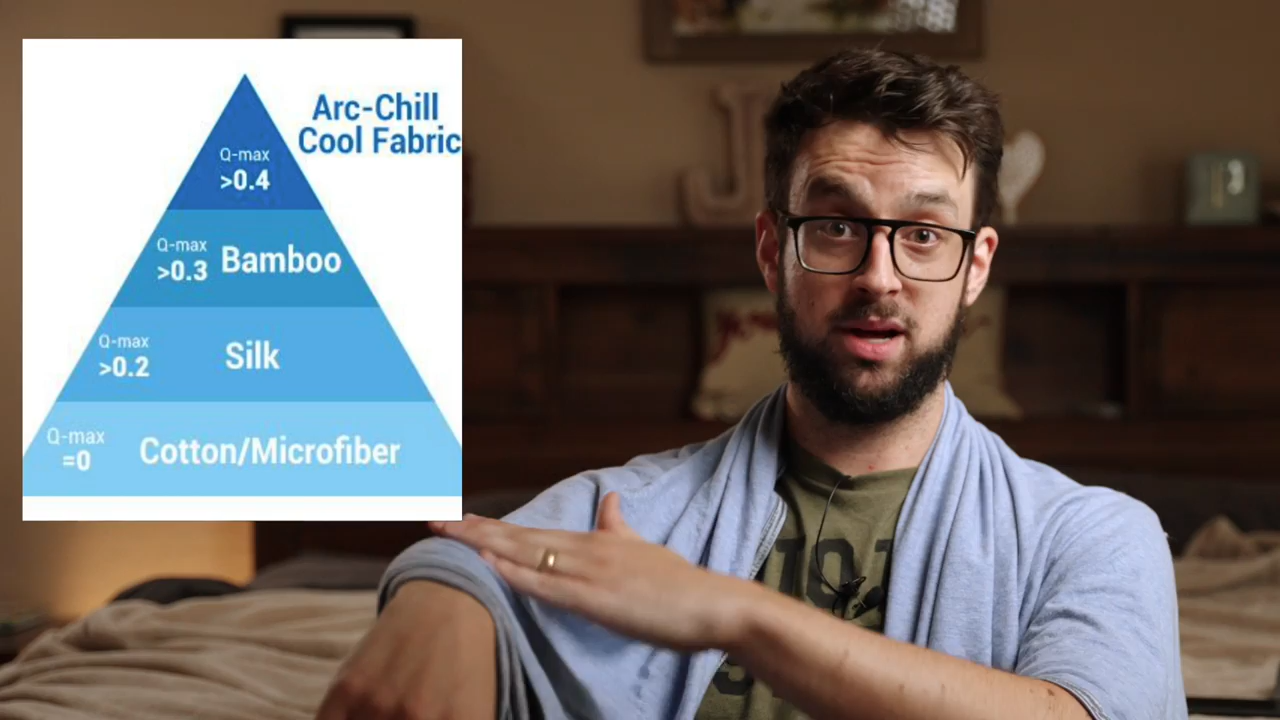 Arc-Chill
Cool Fabric
Q-max
>0.4
Q-max
>0.3
Bamboo
Q-max
>0.2
Silk
Q-max
=0
Cotton/Microfiber
J